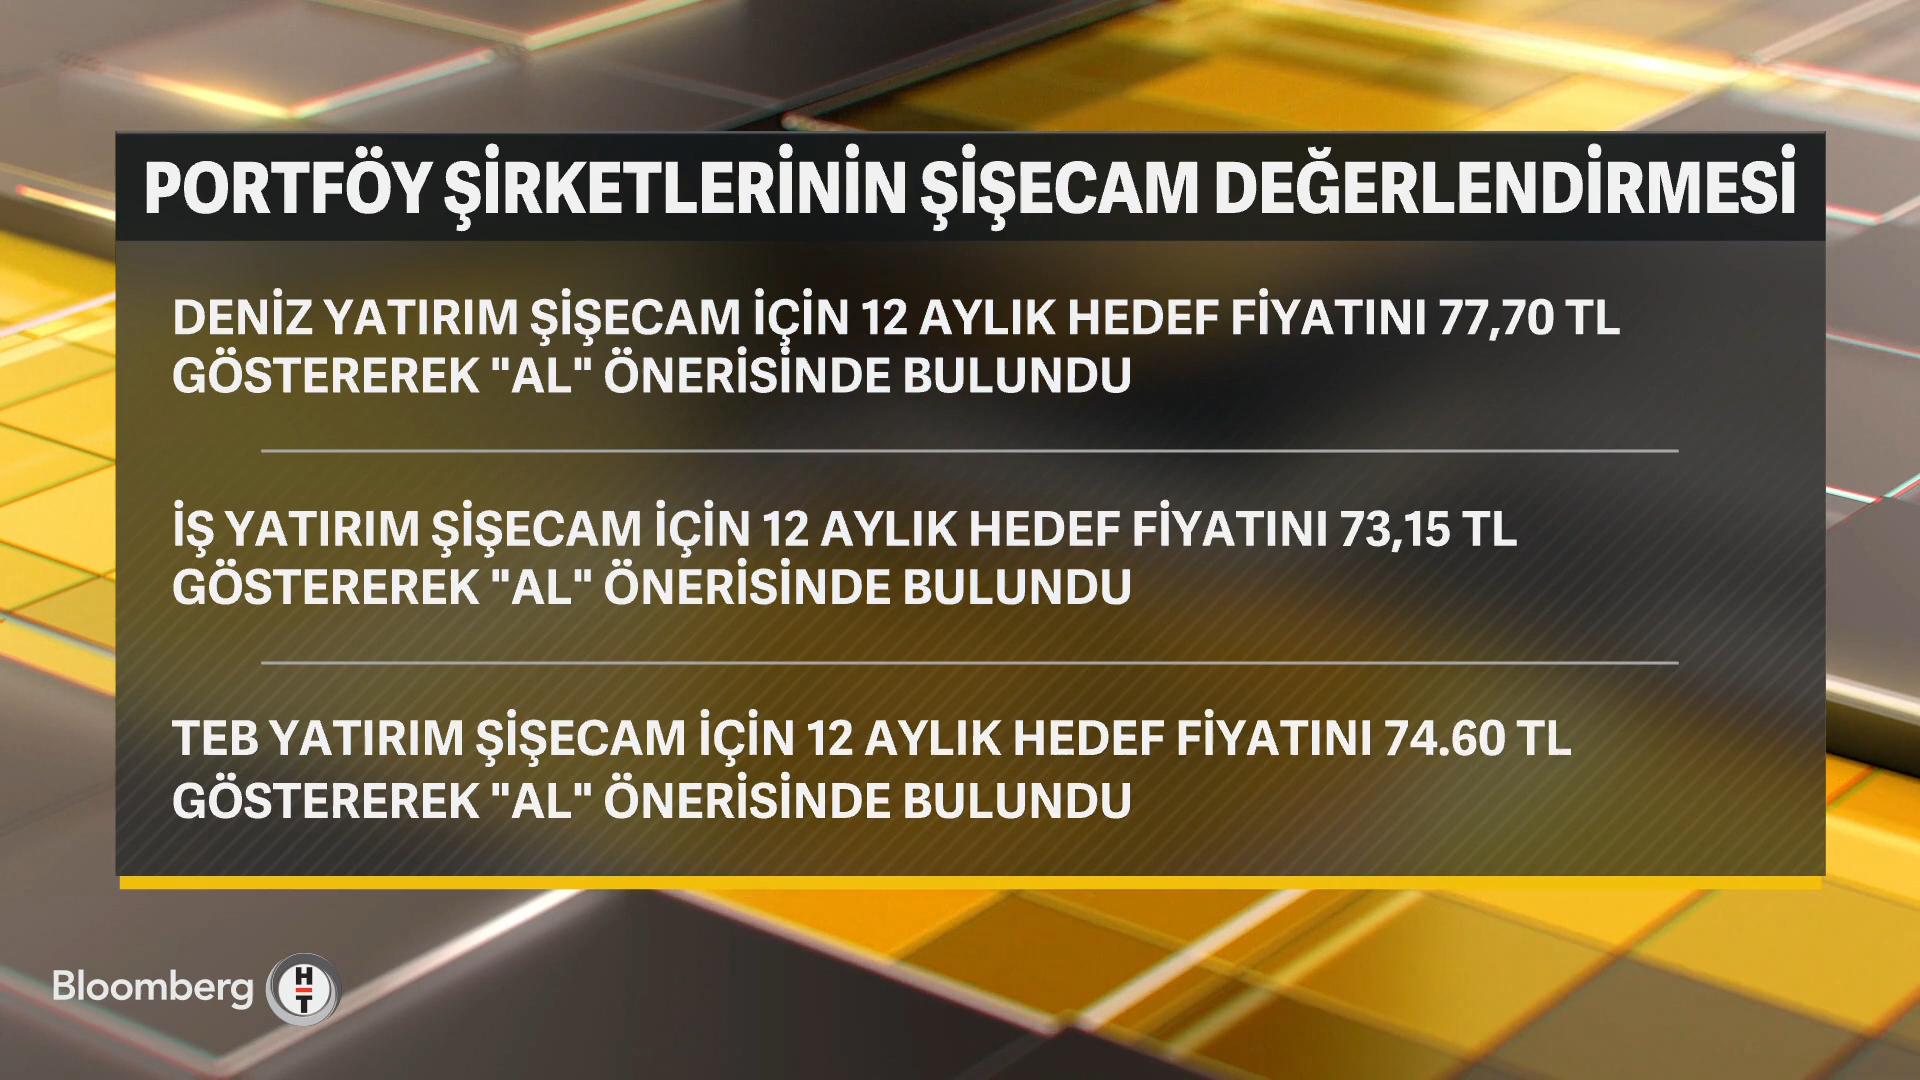 PORTFÖY ŞİRKETLERİNİN ŞİŞECAM DEĞERLENDİRMESİ
DENİZ YATIRIM ŞİŞECAM İÇİN 12 AYLIK HEDEF FİYATINI 77,70 TL
GÖSTEREREK "AL" ÖNERİSİNDE BULUNDU
İŞ YATIRIM ŞİŞECAM İÇİN 12 AYLIK HEDEF FİYATINI 73,15 TL
GÖSTEREREK "AL" ÖNERİSİNDE BULUNDU
TEB YATIRIM ŞİŞECAM İÇİN 12 AYLIK HEDEF FİYATINI 74.60 TL
GÖSTEREREK "AL" ÖNERİSİNDE BULUNDU
Bloomberg HT